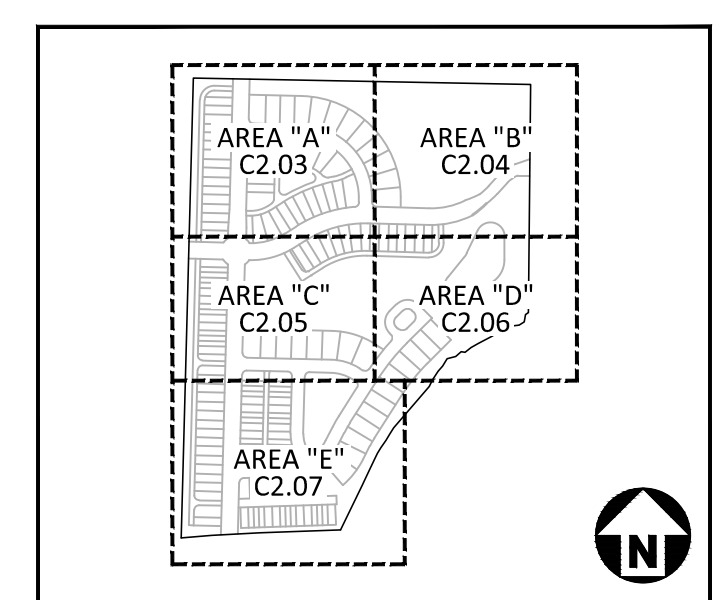 AREA "A"
C2.03
AREA "B"
C2.04
AREA "C"
C2.05
AREA "D"
C2.06
AREA "E"
C2.07
N